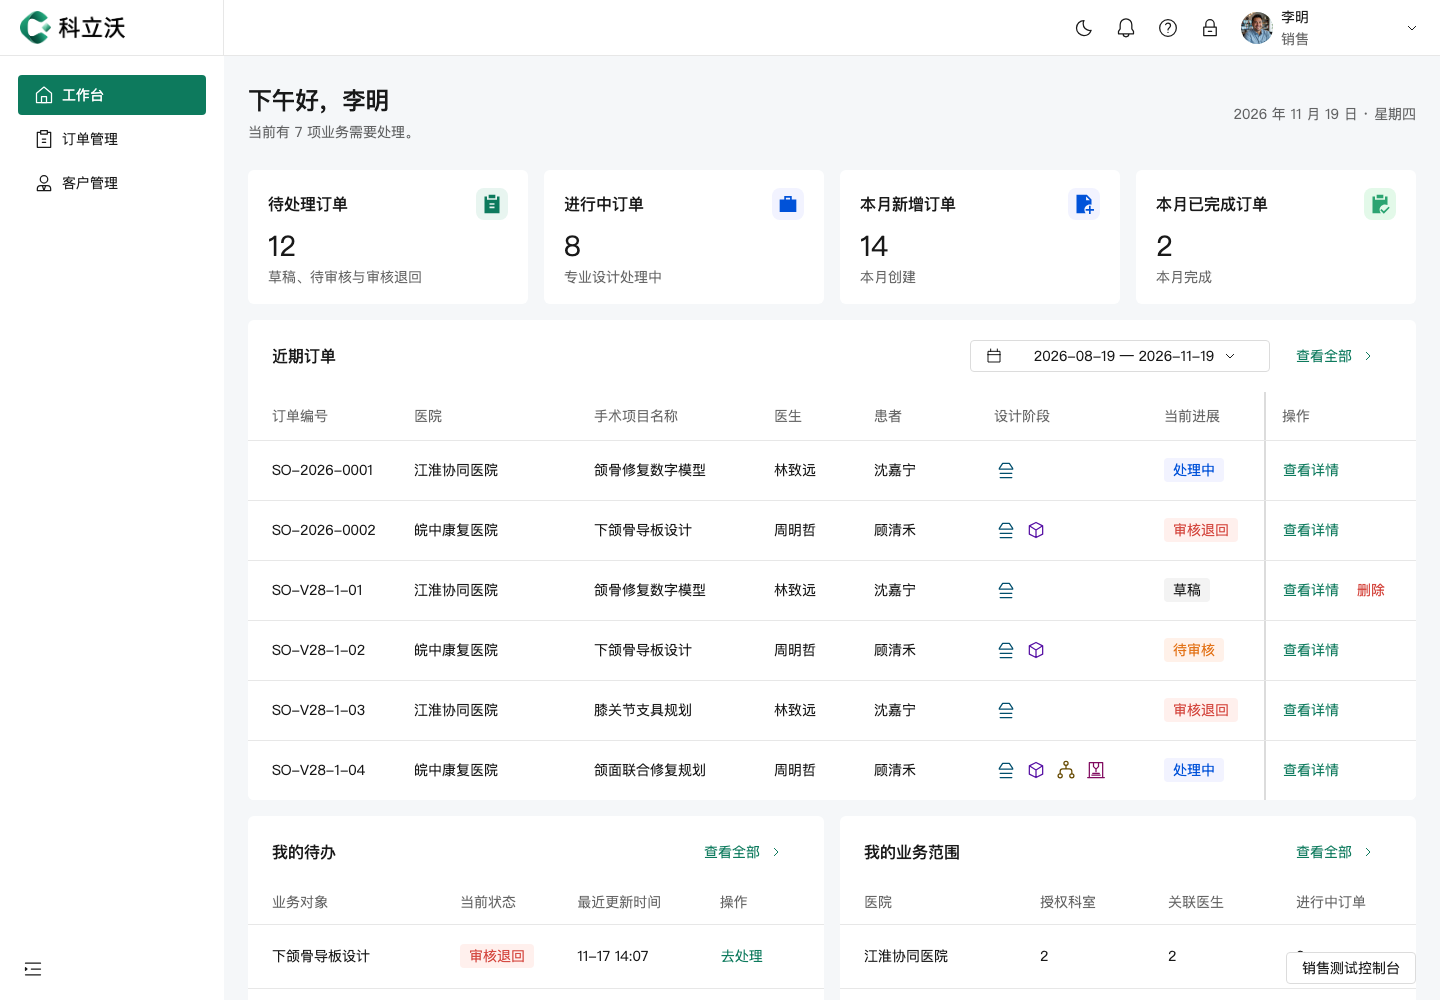 科立沃
李明
销售
工作台
订单管理
客户管理
下午好，李明
当前有 7 项业务需要处理。
2026 年 11 月 19 日 · 星期四
待处理订单
12
草稿、待审核与审核退回
进行中订单
8
专业设计处理中
本月新增订单
14
本月创建
本月已完成订单
2
本月完成
近期订单
2026-08-19 — 2026-11-19
查看全部
订单编号 医院 手术项目名称 医生 患者 设计阶段 当前进展 操作
SO-2026-0001 江淮协同医院 颌骨修复数字模型 林致远 沈嘉宁 处理中 查看详情
SO-2026-0002 皖中康复医院 下颌骨导板设计 周明哲 顾清禾 审核退回 查看详情
SO-V28-1-01 江淮协同医院 颌骨修复数字模型 林致远 沈嘉宁 草稿 查看详情 删除
SO-V28-1-02 皖中康复医院 下颌骨导板设计 周明哲 顾清禾 待审核 查看详情
SO-V28-1-03 江淮协同医院 膝关节支具规划 林致远 沈嘉宁 审核退回 查看详情
SO-V28-1-04 皖中康复医院 颌面联合修复规划 周明哲 顾清禾 处理中 查看详情
我的待办
查看全部
业务对象 当前状态 最近更新时间 操作
下颌骨导板设计 审核退回 11-17 14:07 去处理
我的业务范围
查看全部
医院 授权科室 关联医生 进行中订单
江淮协同医院 2 2
销售测试控制台